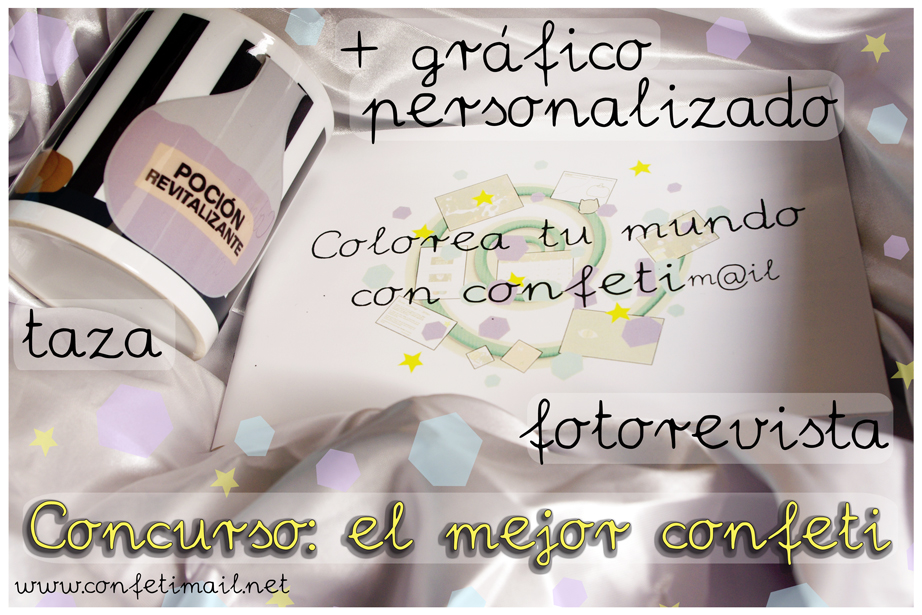 + gráfico
personalizado
POCIÓN
REVITALIZANTE
Colorea tu mundo
con confetim@il
taza
fotorevista
Concurso: el mejor confeti
www.confetimail.net